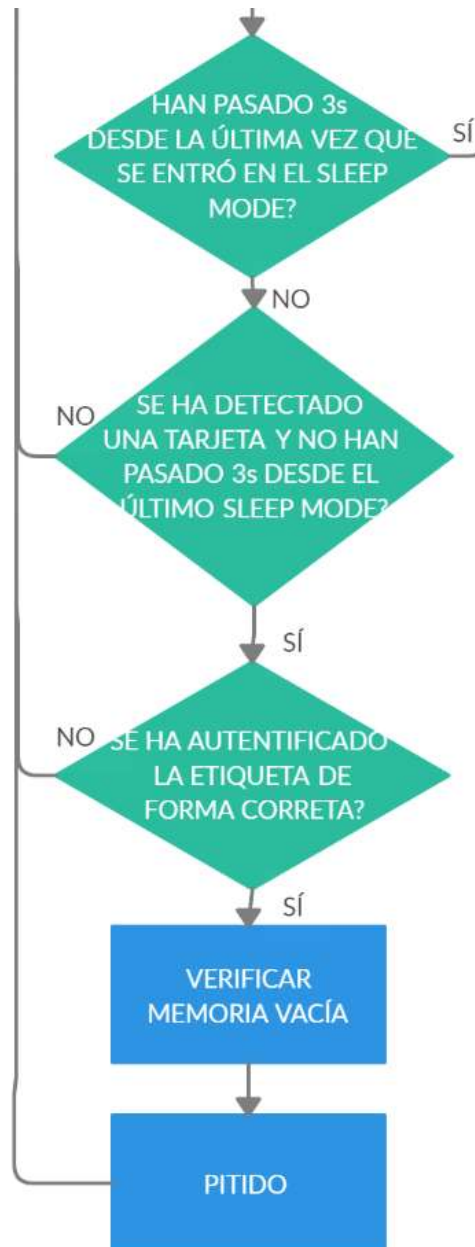 HAN PASADO 3s
DESDE LA ÚLTIMA VEZ QUE
SE ENTRÓ EN EL SLEEP
MODE?
SÍ
NO
NO
SE HA DETECTADO
UNA TARJETA Y NO HAN
PASADO 3s DESDE EL
ÚLTIMO SLEEP MODE?
SÍ
NO
SE HA AUTENTIFICADO
LA ETIQUETA DE
FORMA CORRETA?
SÍ
VERIFICAR
MEMORIA VACÍA
PITIDO